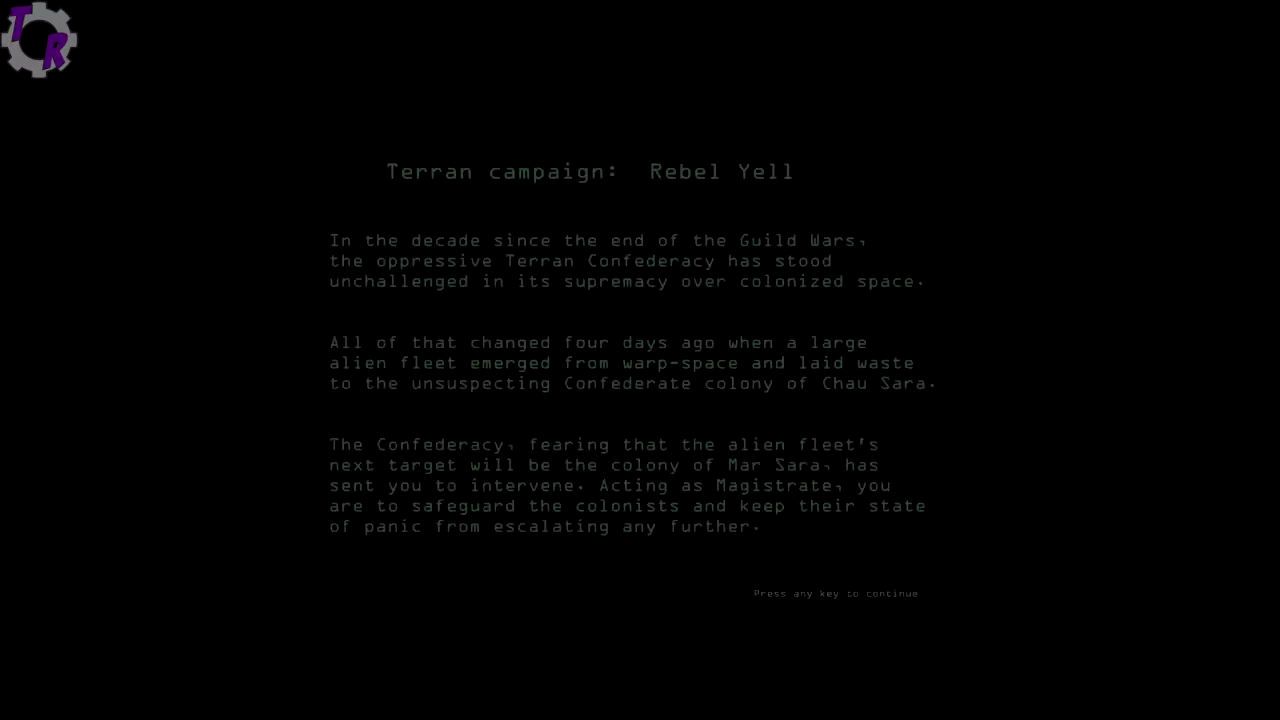 TR
Terran campaign: Rebel Yell
In the decade since the end of the Guild Wars,
the oppressive Terran Confederacy has stood
unchallenged in its supremacy over colonized space.
All of that changed four days ago when a large
alien fleet emerged from warp-space and laid waste
to the unsuspecting Confederate colony of Chau Sara.
The Confederacy, fearing that the alien fleet's
next target will be the colony of Mar Sara, has
sent you to intervene. Acting as Magistrate, you
are to safeguard the colonists and keep their state
of panic from escalating any further.
Press any key to continue